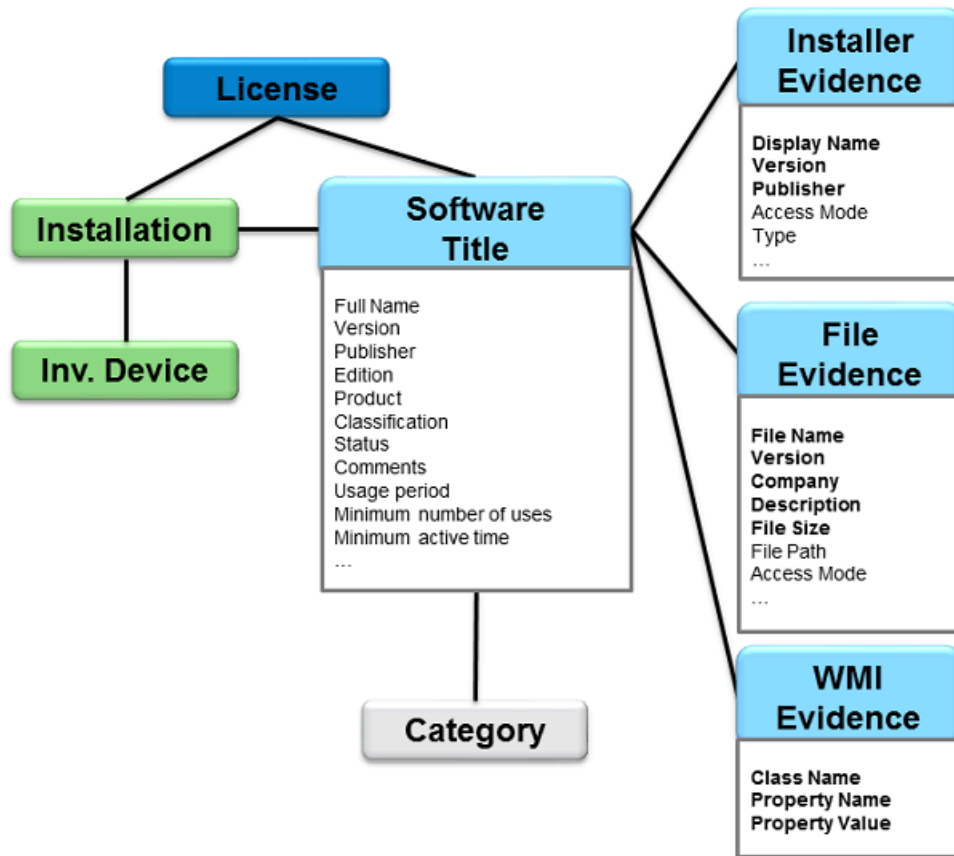 License
Installation
Inv. Device
Software
Title
Full Name
Version
Publisher
Edition
Product
Classification
Status
Comments
Usage period
Minimum number of uses
Minimum active time
...
Category
Installer
Evidence
Display Name
Version
Publisher
Access Mode
Type
...
File
Evidence
File Name
Version
Company
Description
File Size
File Path
Access Mode
...
WMI
Evidence
Class Name
Property Name
Property Value